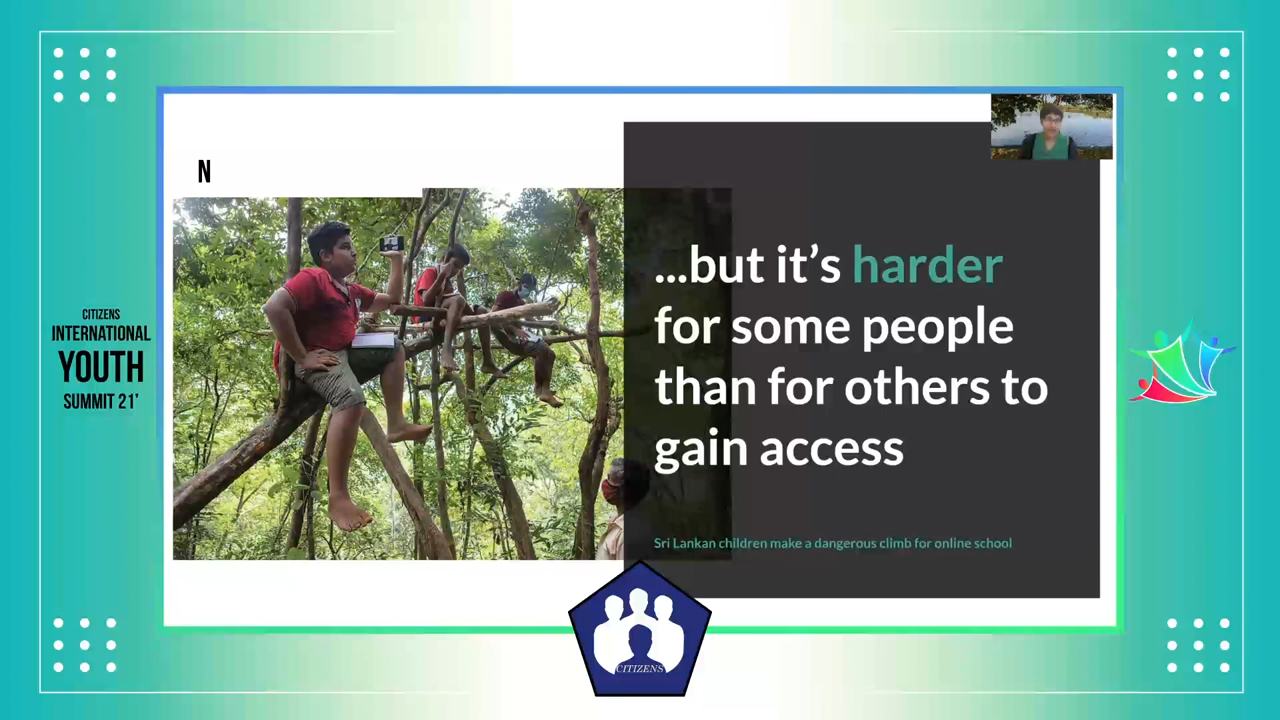 CITIZENS
INTERNATIONAL
YOUTH
SUMMIT 21'
N
...but it's harder
for some people
than for others to
gain access
Sri Lankan children make a dangerous climb for online school
CITIZENS